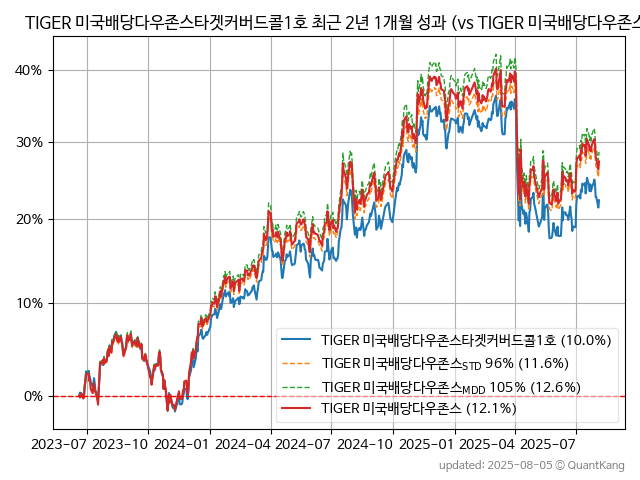 TIGER 미국배당다우존스타겟커버드콜1호 최근 2년 1개월 성과 (vs TIGER 미국배당다우존스
40%
30%
20%
10%
0%
TIGER 미국배당다우존스타겟커버드콜1호 (10.0%)
TIGER 미국배당다우존스STD 96% (11.6%)
TIGER 미국배당다우존스MDD 105% (12.6%)
TIGER 미국배당다우존스 (12.1%)
2023-07 2023-10 2024-01 2024-04 2024-07 2024-10 2025-01 2025-04 2025-07
updated: 2025-08-05 © QuantKang